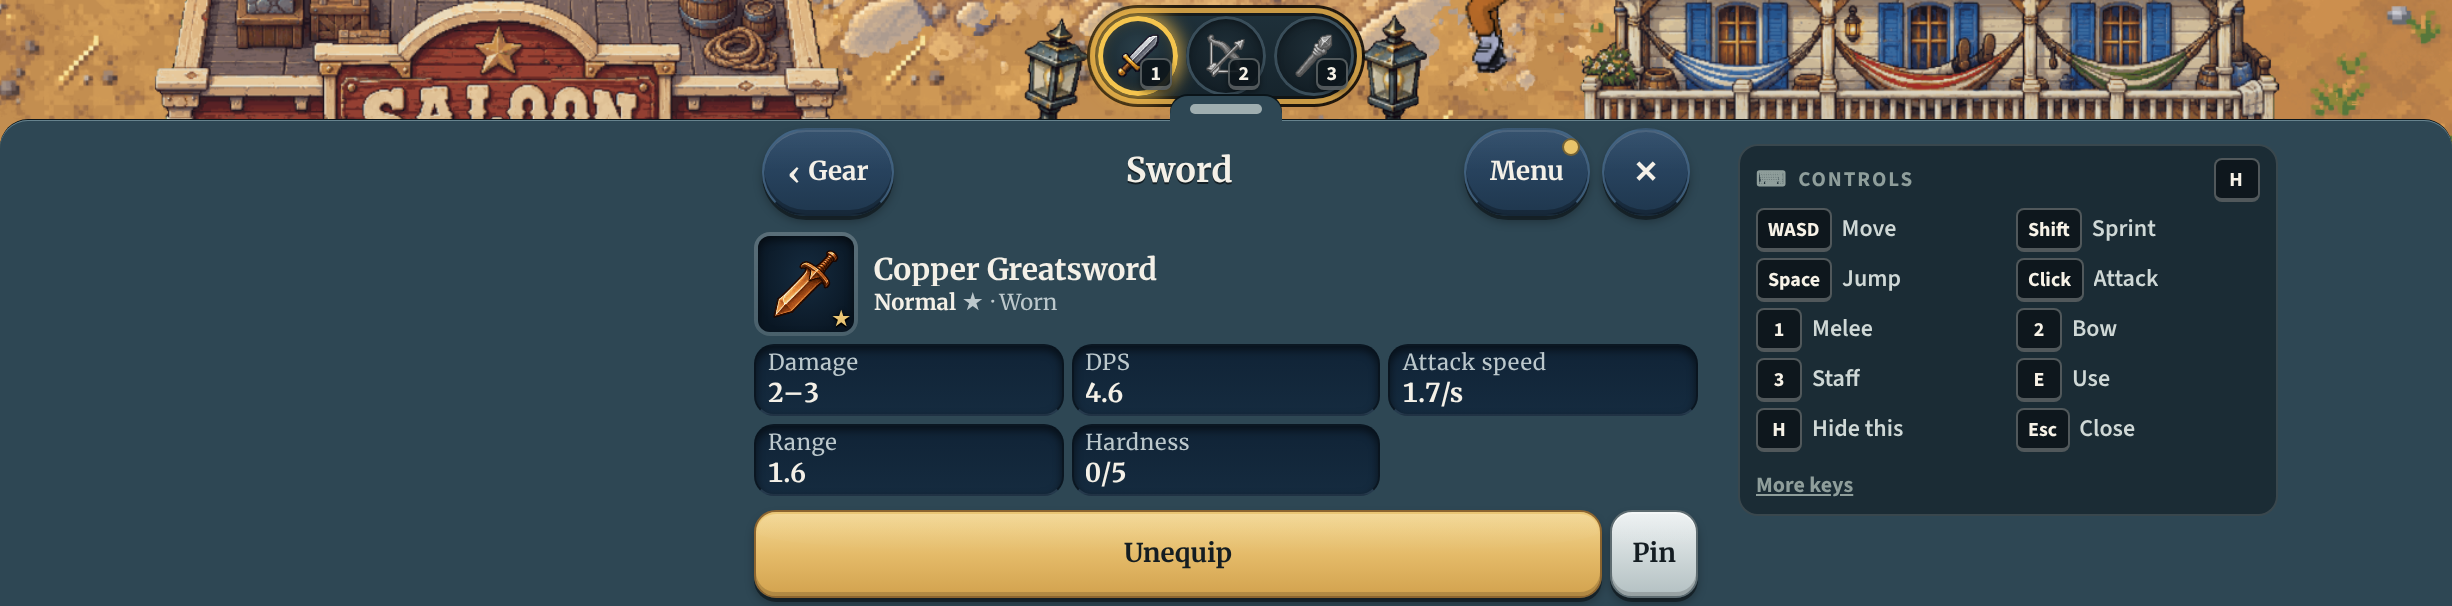 SALOON
1
2
3
‹ Gear
Sword
Menu
×
Copper Greatsword
Normal ★ · Worn
Damage
2–3
DPS
4.6
Attack speed
1.7/s
Range
1.6
Hardness
0/5
Unequip
Pin
CONTROLS
H
WASD Move
Shift Sprint
Space Jump
Click Attack
1 Melee
2 Bow
3 Staff
E Use
H Hide this
Esc Close
More keys